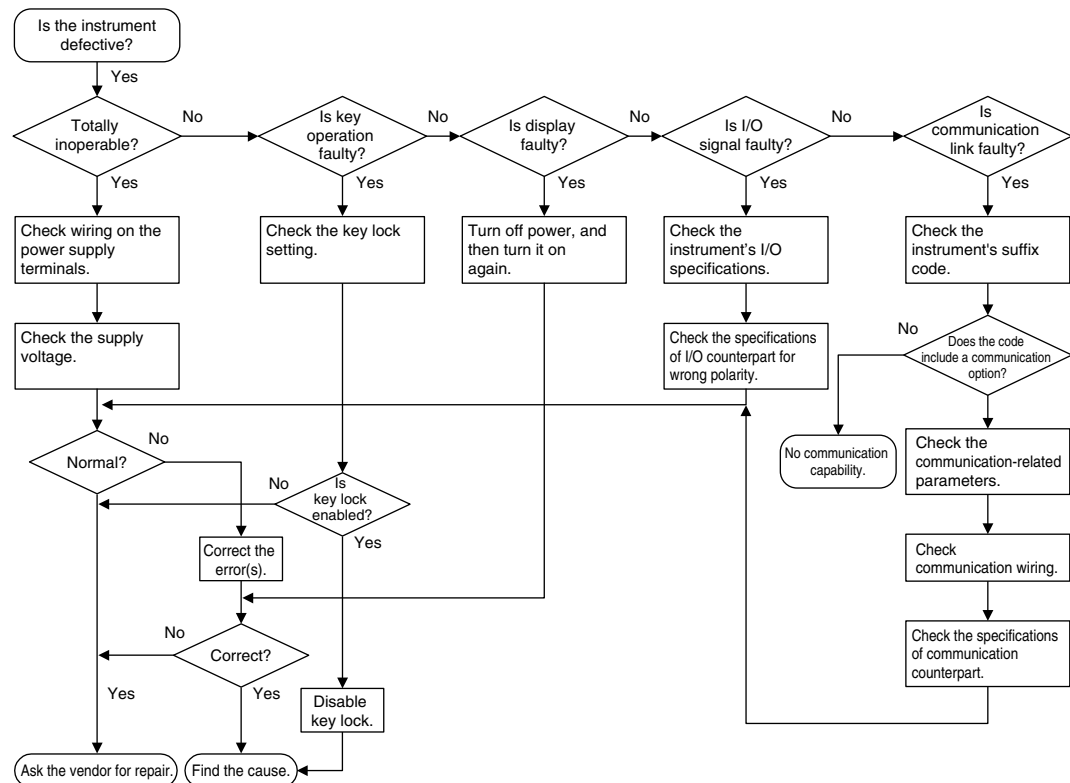 Is the instrument
defective?
Yes
Totally
inoperable?
No
Is key
operation
faulty?
No
Is display
faulty?
No
Is I/O
signal faulty?
No
Is
communication
link faulty?
Yes
Yes
Yes
Yes
Yes
Check wiring on the
power supply
terminals.
Check the key lock
setting.
Turn off power, and
then turn it on
again.
Check the
instrument’s I/O
specifications.
Check the
instrument's suffix
code.
Check the supply
voltage.
Check the specifications
of I/O counterpart for
wrong polarity.
No
Does the code
include a communication
option?
Yes
No communication
capability.
Check the
communication-related
parameters.
Normal?
No
No
Is
key lock
enabled?
Yes
Correct the
error(s).
Check
communication wiring.
No
Correct?
Yes
Yes
Check the specifications
of communication
counterpart.
Disable
key lock.
Ask the vendor for repair.
Find the cause.